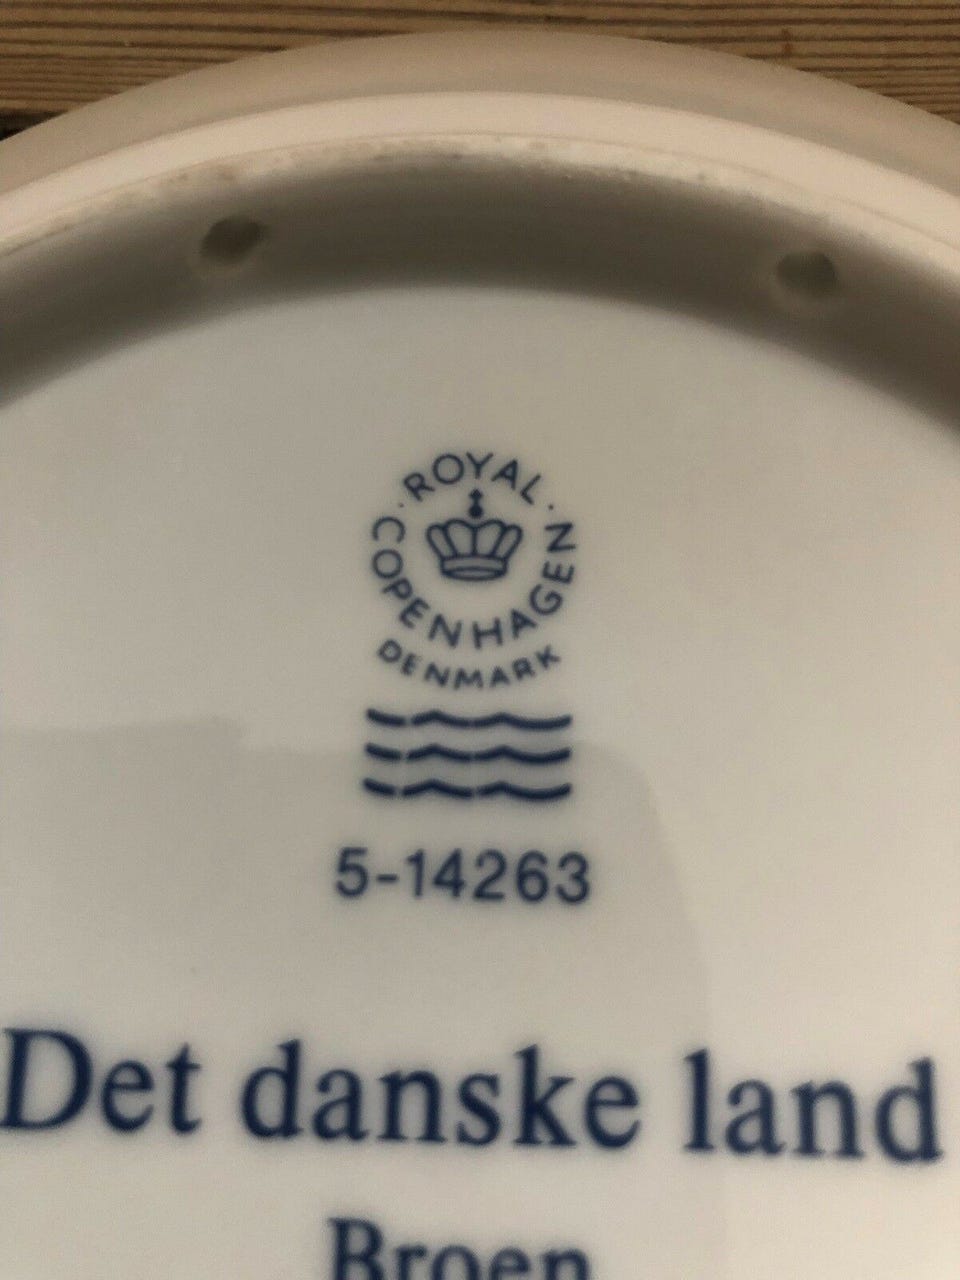 · ROYAL ·
COPENHAGEN
DENMARK
5-14263
Det danske land
Broen